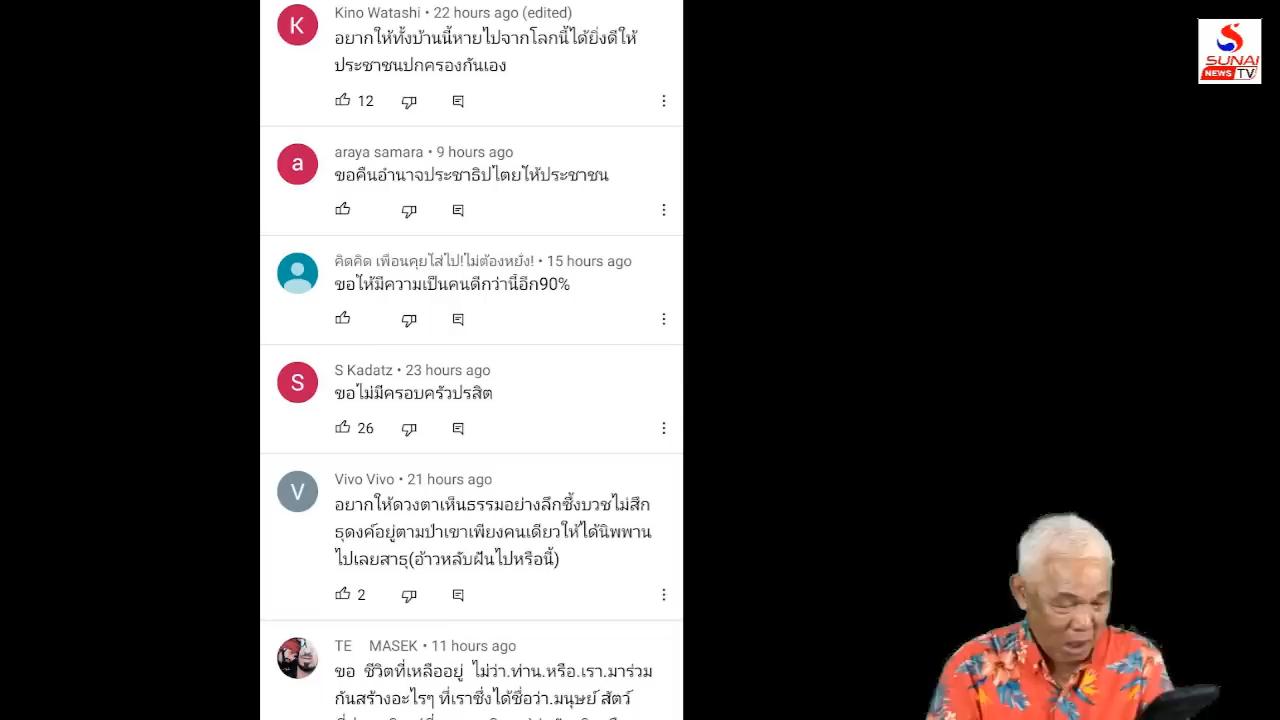 K
Kino Watashi • 22 hours ago (edited)
อยากให้ทั้งบ้านนี้หายไปจากโลกนี้ได้ยิ่งดีให้
ประชาชนปกครองกันเอง
12
a
araya samara • 9 hours ago
ขอคืนอำนาจประชาธิปไตยให้ประชาชน
คิดคิด เพื่อนคุยไส่ไป!ไม่ต้องหยั่ง! • 15 hours ago
ขอให้มีความเป็นคนดีกว่านี้อีก90%
S
S Kadatz • 23 hours ago
ขอไม่มีครอบครัวปรสิต
26
V
Vivo Vivo • 21 hours ago
อยากให้ดวงตาเห็นธรรมอย่างลึกซึ้งบวชไม่สึก
ธุดงค์อยู่ตามป่าเขาเพียงคนเดียวให้ได้นิพพาน
ไปเลยสาธุ(อ้าวหลับฝันไปหรือนี้)
2
TE MASEK • 11 hours ago
ขอ ชีวิตที่เหลืออยู่ ไม่ว่า.ท่าน.หรือ.เรา.มาร่วม
กันสร้างอะไรๆ ที่เราซึ่งได้ชื่อว่า.มนุษย์ สัตว์
SUNAI
NEWS TV